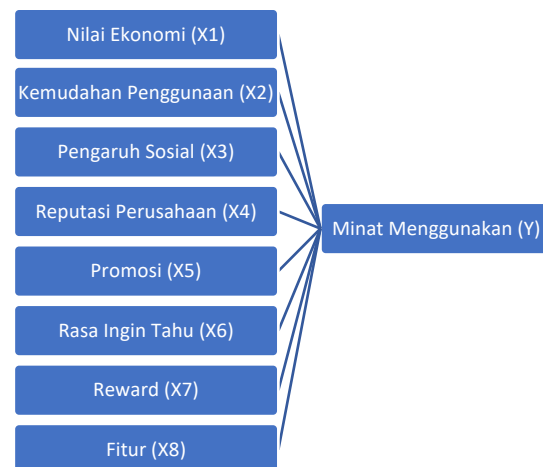 Nilai Ekonomi (X1)
Kemudahan Penggunaan (X2)
Pengaruh Sosial (X3)
Reputasi Perusahaan (X4)
Minat Menggunakan (Y)
Promosi (X5)
Rasa Ingin Tahu (X6)
Reward (X7)
Fitur (X8)